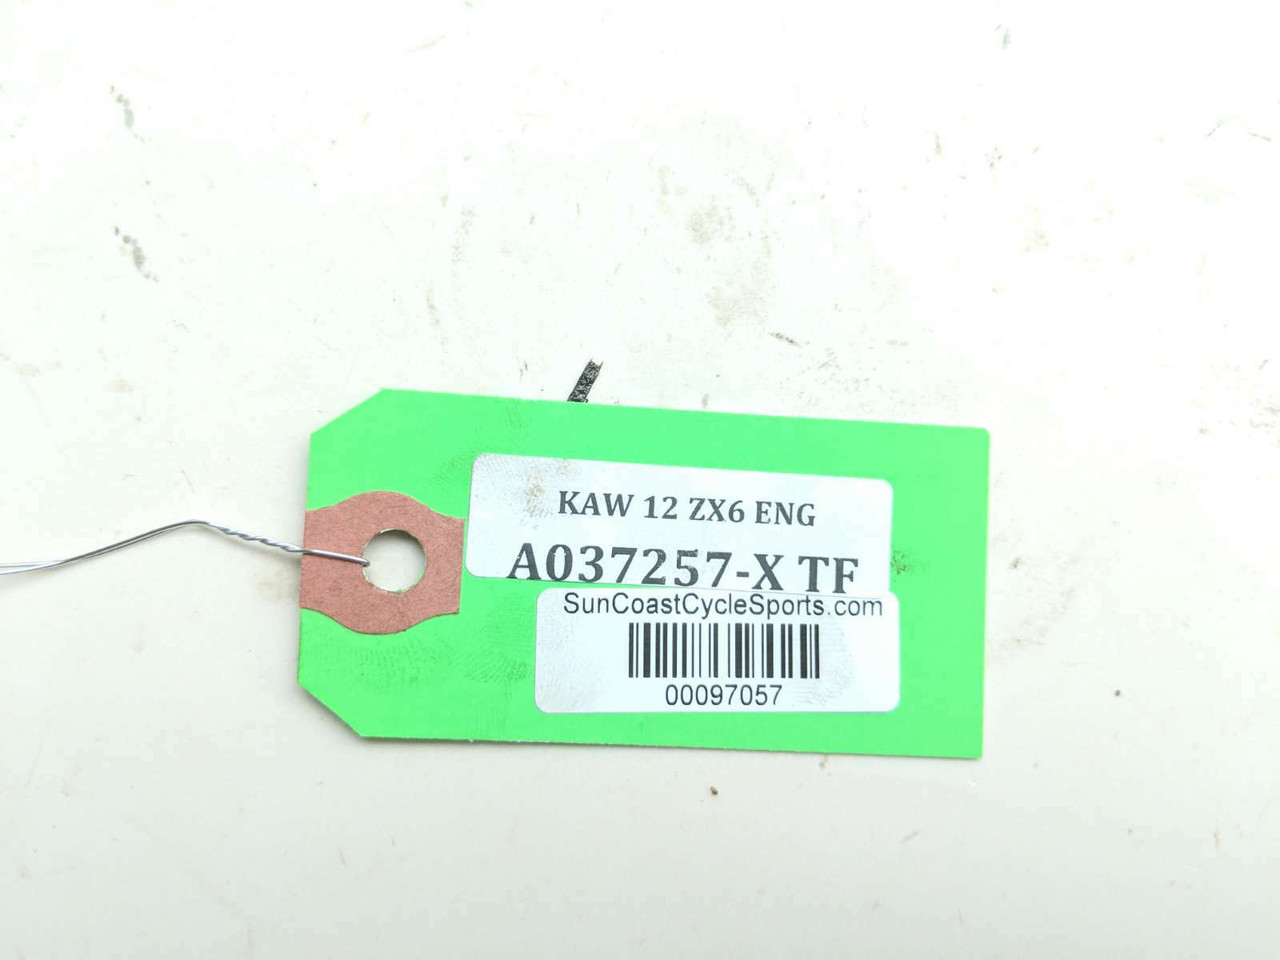 KAW 12 ZX6 ENG
A037257-X TF
SunCoastCycleSports.com
00097057